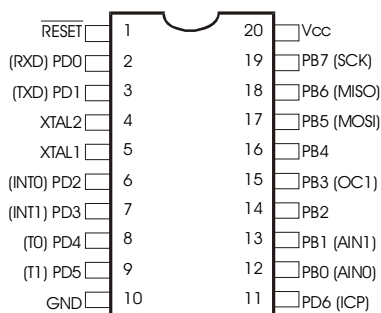 RESET 1 20 Vcc
(RXD) PD0 2 19 PB7 (SCK)
(TXD) PD1 3 18 PB6 (MISO)
XTAL2 4 17 PB5 (MOSI)
XTAL1 5 16 PB4
(INT0) PD2 6 15 PB3 (OC1)
(INT1) PD3 7 14 PB2
(T0) PD4 8 13 PB1 (AIN1)
(T1) PD5 9 12 PB0 (AIN0)
GND 10 11 PD6 (ICP)